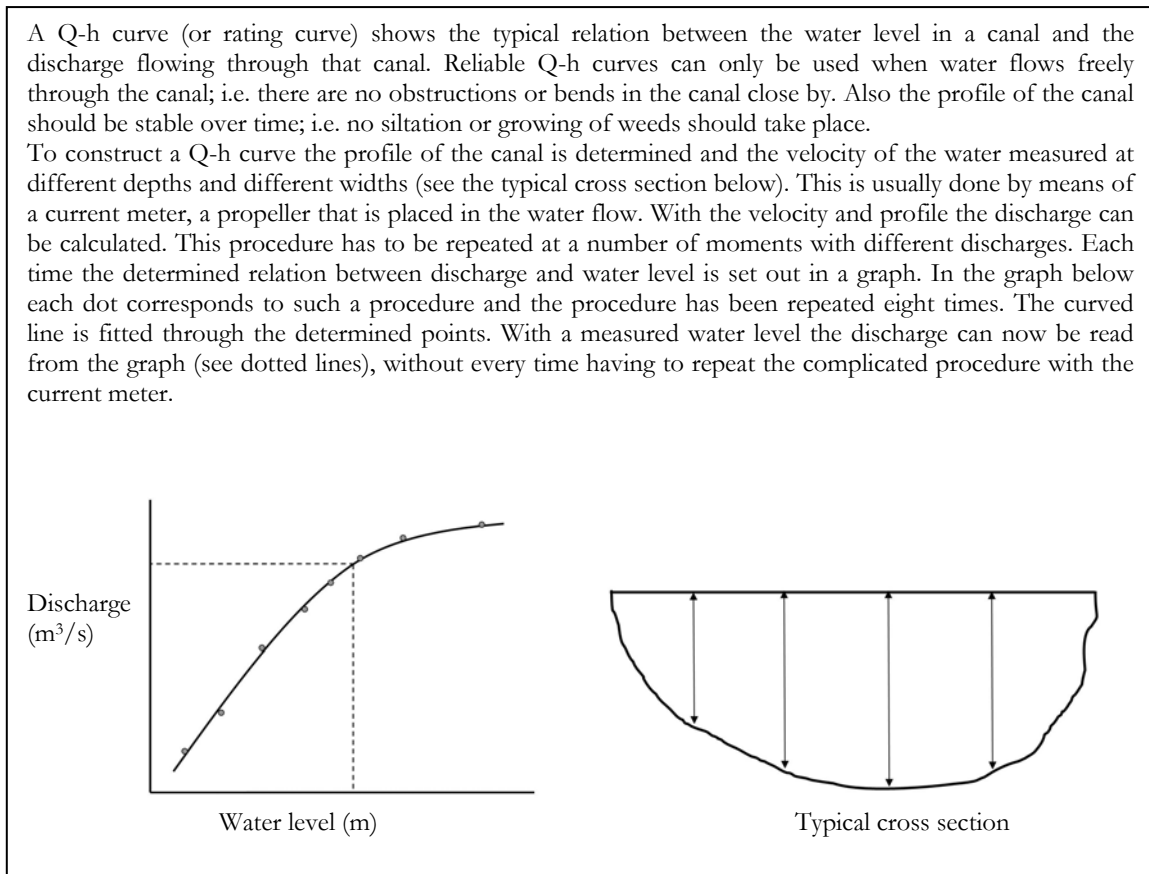 A Q-h curve (or rating curve) shows the typical relation between the water level in a canal and the
discharge flowing through that canal. Reliable Q-h curves can only be used when water flows freely
through the canal; i.e. there are no obstructions or bends in the canal close by. Also the profile of the canal
should be stable over time; i.e. no siltation or growing of weeds should take place.
To construct a Q-h curve the profile of the canal is determined and the velocity of the water measured at
different depths and different widths (see the typical cross section below). This is usually done by means of
a current meter, a propeller that is placed in the water flow. With the velocity and profile the discharge can
be calculated. This procedure has to be repeated at a number of moments with different discharges. Each
time the determined relation between discharge and water level is set out in a graph. In the graph below
each dot corresponds to such a procedure and the procedure has been repeated eight times. The curved
line is fitted through the determined points. With a measured water level the discharge can now be read
from the graph (see dotted lines), without every time having to repeat the complicated procedure with the
current meter.
Discharge
(m³/s)
Water level (m)
Typical cross section